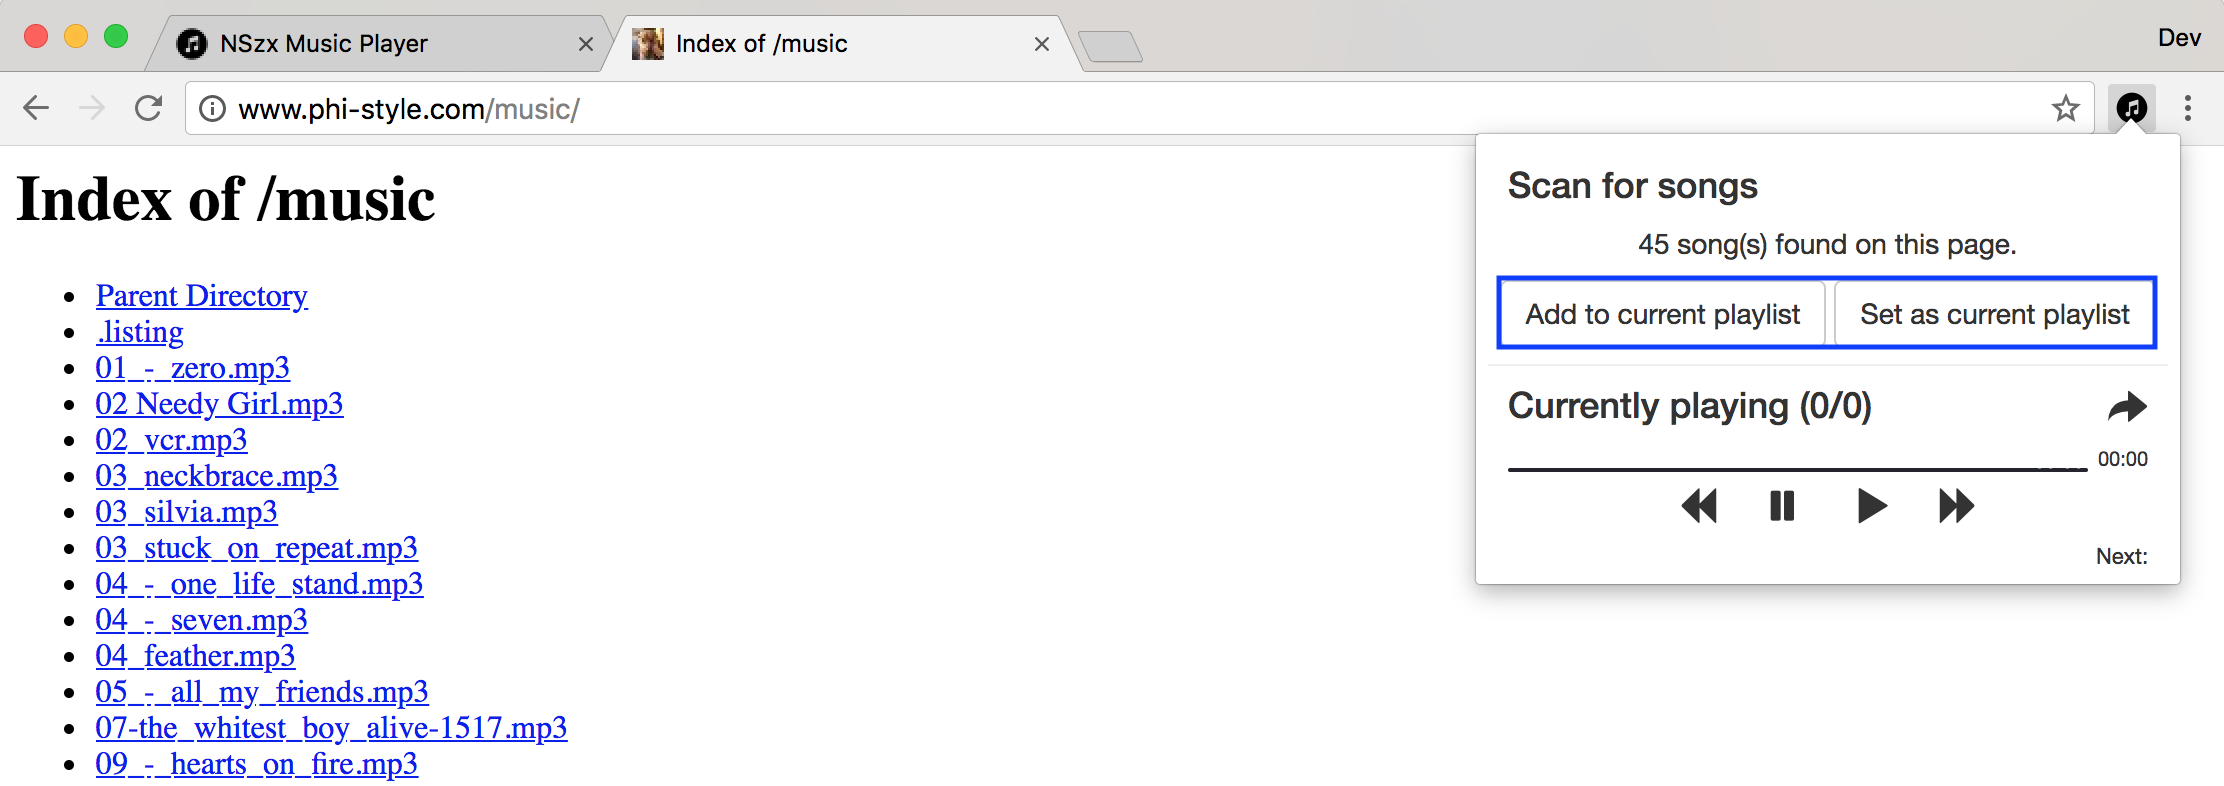 NSzx Music Player
Index of /music
Dev
www.phi-style.com/music/
Index of /music
Parent Directory
.listing
01_-_zero.mp3
02 Needy Girl.mp3
02_vcr.mp3
03_neckbrace.mp3
03_silvia.mp3
03_stuck_on_repeat.mp3
04_-_one_life_stand.mp3
04_-_seven.mp3
04_feather.mp3
05_-_all_my_friends.mp3
07-the_whitest_boy_alive-1517.mp3
09_-_hearts_on_fire.mp3
Scan for songs
45 song(s) found on this page.
Add to current playlist
Set as current playlist
Currently playing (0/0)
00:00
Next: